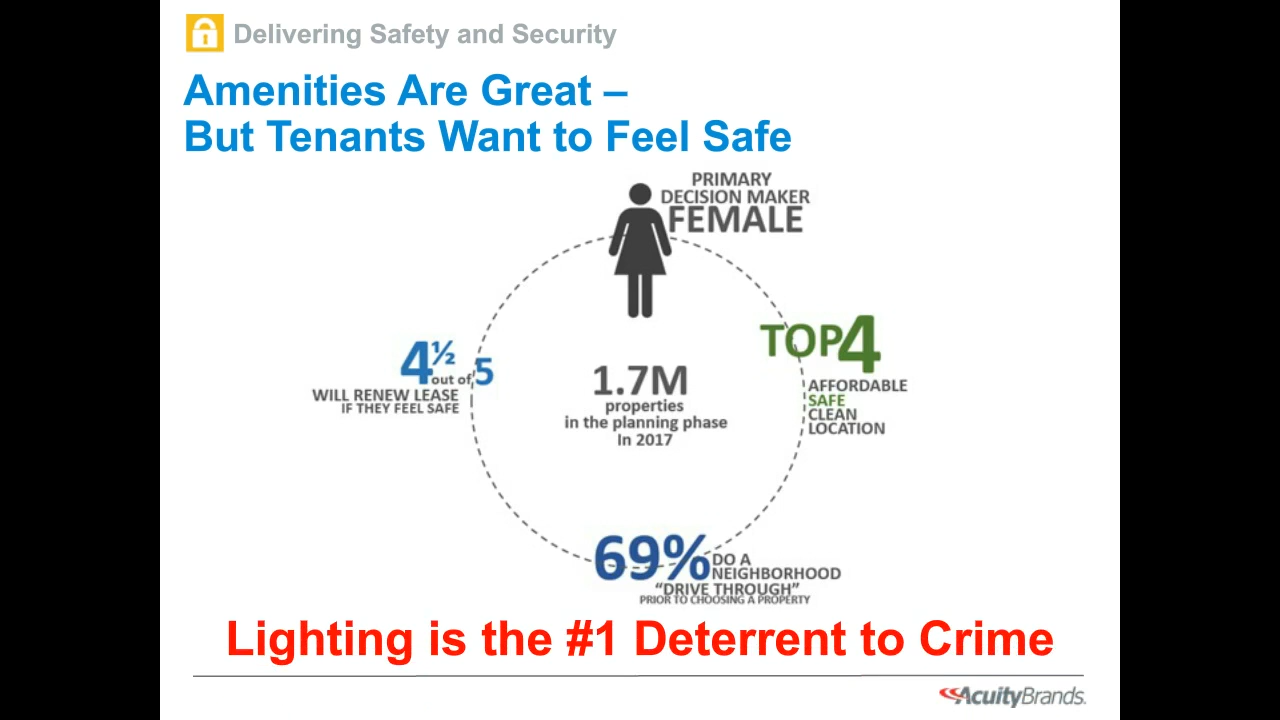 Delivering Safety and Security
Amenities Are Great –
But Tenants Want to Feel Safe
PRIMARY
DECISION MAKER
FEMALE
4½
out of 5
WILL RENEW LEASE
IF THEY FEEL SAFE
1.7M
properties
in the planning phase
In 2017
TOP4
AFFORDABLE
SAFE
CLEAN
LOCATION
69%
DO A
NEIGHBORHOOD
“DRIVE THROUGH”
PRIOR TO CHOOSING A PROPERTY
Lighting is the #1 Deterrent to Crime
AcuityBrands.